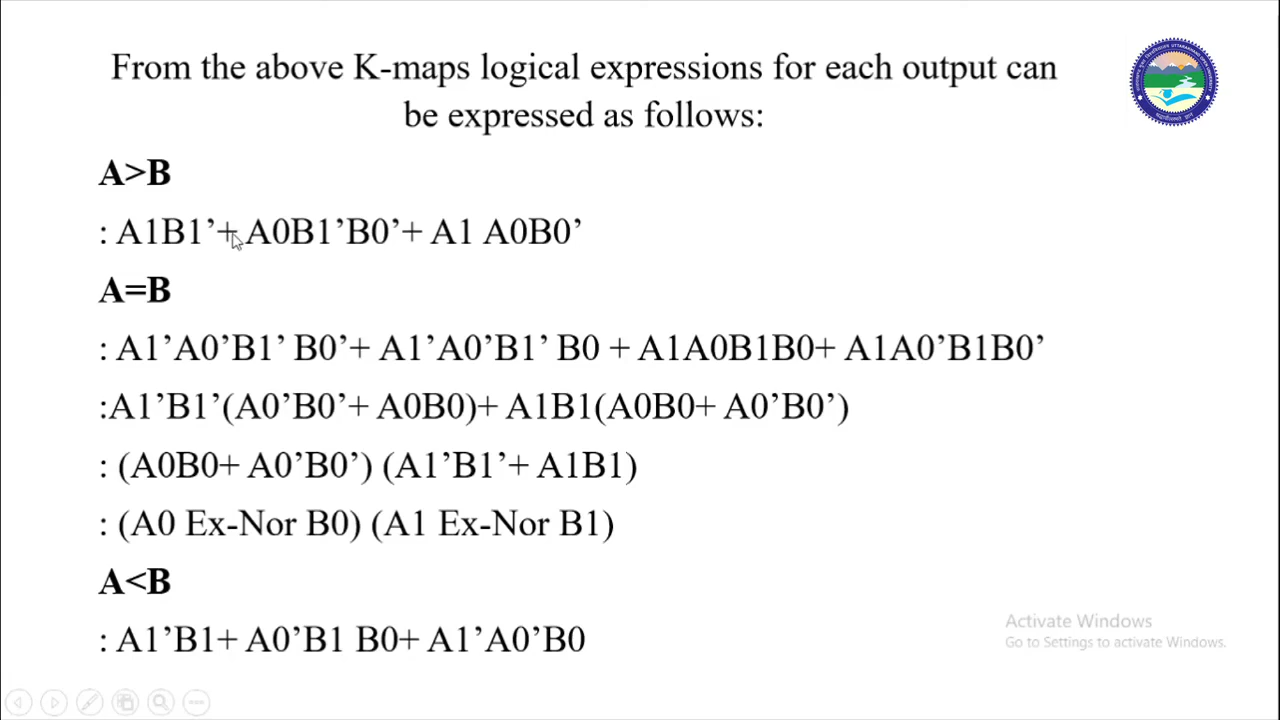 From the above K-maps logical expressions for each output can
be expressed as follows:
A>B
: A1B1’+ A0B1’B0’+ A1 A0B0’
A=B
: A1’A0’B1’ B0’+ A1’A0’B1’ B0 + A1A0B1B0+ A1A0’B1B0’
:A1’B1’(A0’B0’+ A0B0)+ A1B1(A0B0+ A0’B0’)
: (A0B0+ A0’B0’) (A1’B1’+ A1B1)
: (A0 Ex-Nor B0) (A1 Ex-Nor B1)
A<B
: A1’B1+ A0’B1 B0+ A1’A0’B0
Activate Windows
Go to Settings to activate Windows.